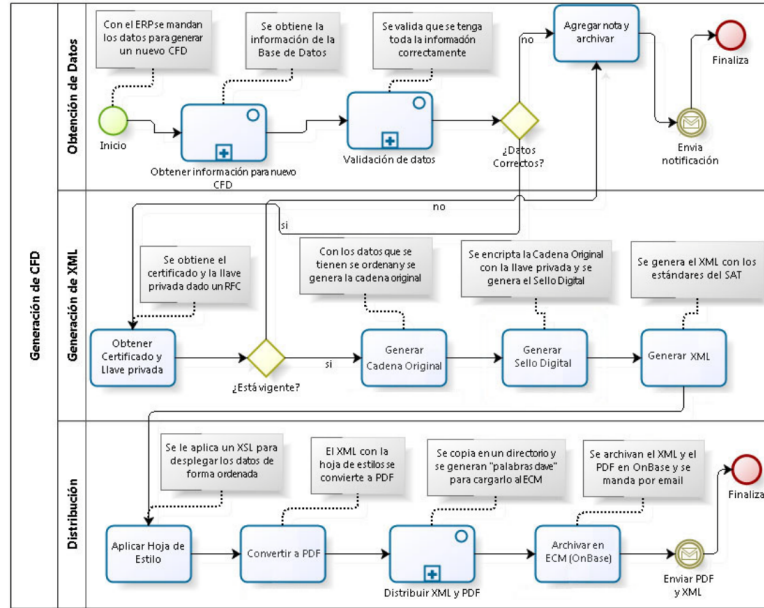 Generación de CFD
Obtención de Datos
Con el ERP se mandan
los datos para generar
un nuevo CFD
Se obtiene la
información de la
Base de Datos
Se valida que se tenga
toda la información
correctamente
no
Agregar nota y
archivar
Finaliza
Inicio
Obtener información para nuevo
CFD
Validación de datos
¿Datos
Correctos?
Envia
notificación
Generación de XML
si
no
Se obtiene el
certificado y la llave
privada dado un RFC
Con los datos que se
tienen se ordenan y se
genera la cadena original
Se encripta la Cadena Original
con la llave privada y se
genera el Sello Digital
Se genera el XML con los
estándares del SAT
Obtener
Certificado y
Llave privada
¿Está vigente?
si
Generar
Cadena Original
Generar
Sello Digital
Generar XML
Distribución
Se le aplica un XSL para
desplegar los datos de
forma ordenada
El XML con la
hoja de estilos se
convierte a PDF
Se copia en un directorio y
se generan "palabras clave"
para cargarlo al ECM
Se archivan el XML y el
PDF en OnBase y se
manda por email
Finaliza
Aplicar Hoja de
Estilo
Convertir a PDF
Distribuir XML y PDF
Archivar en
ECM (OnBase)
Enviar PDF
y XML